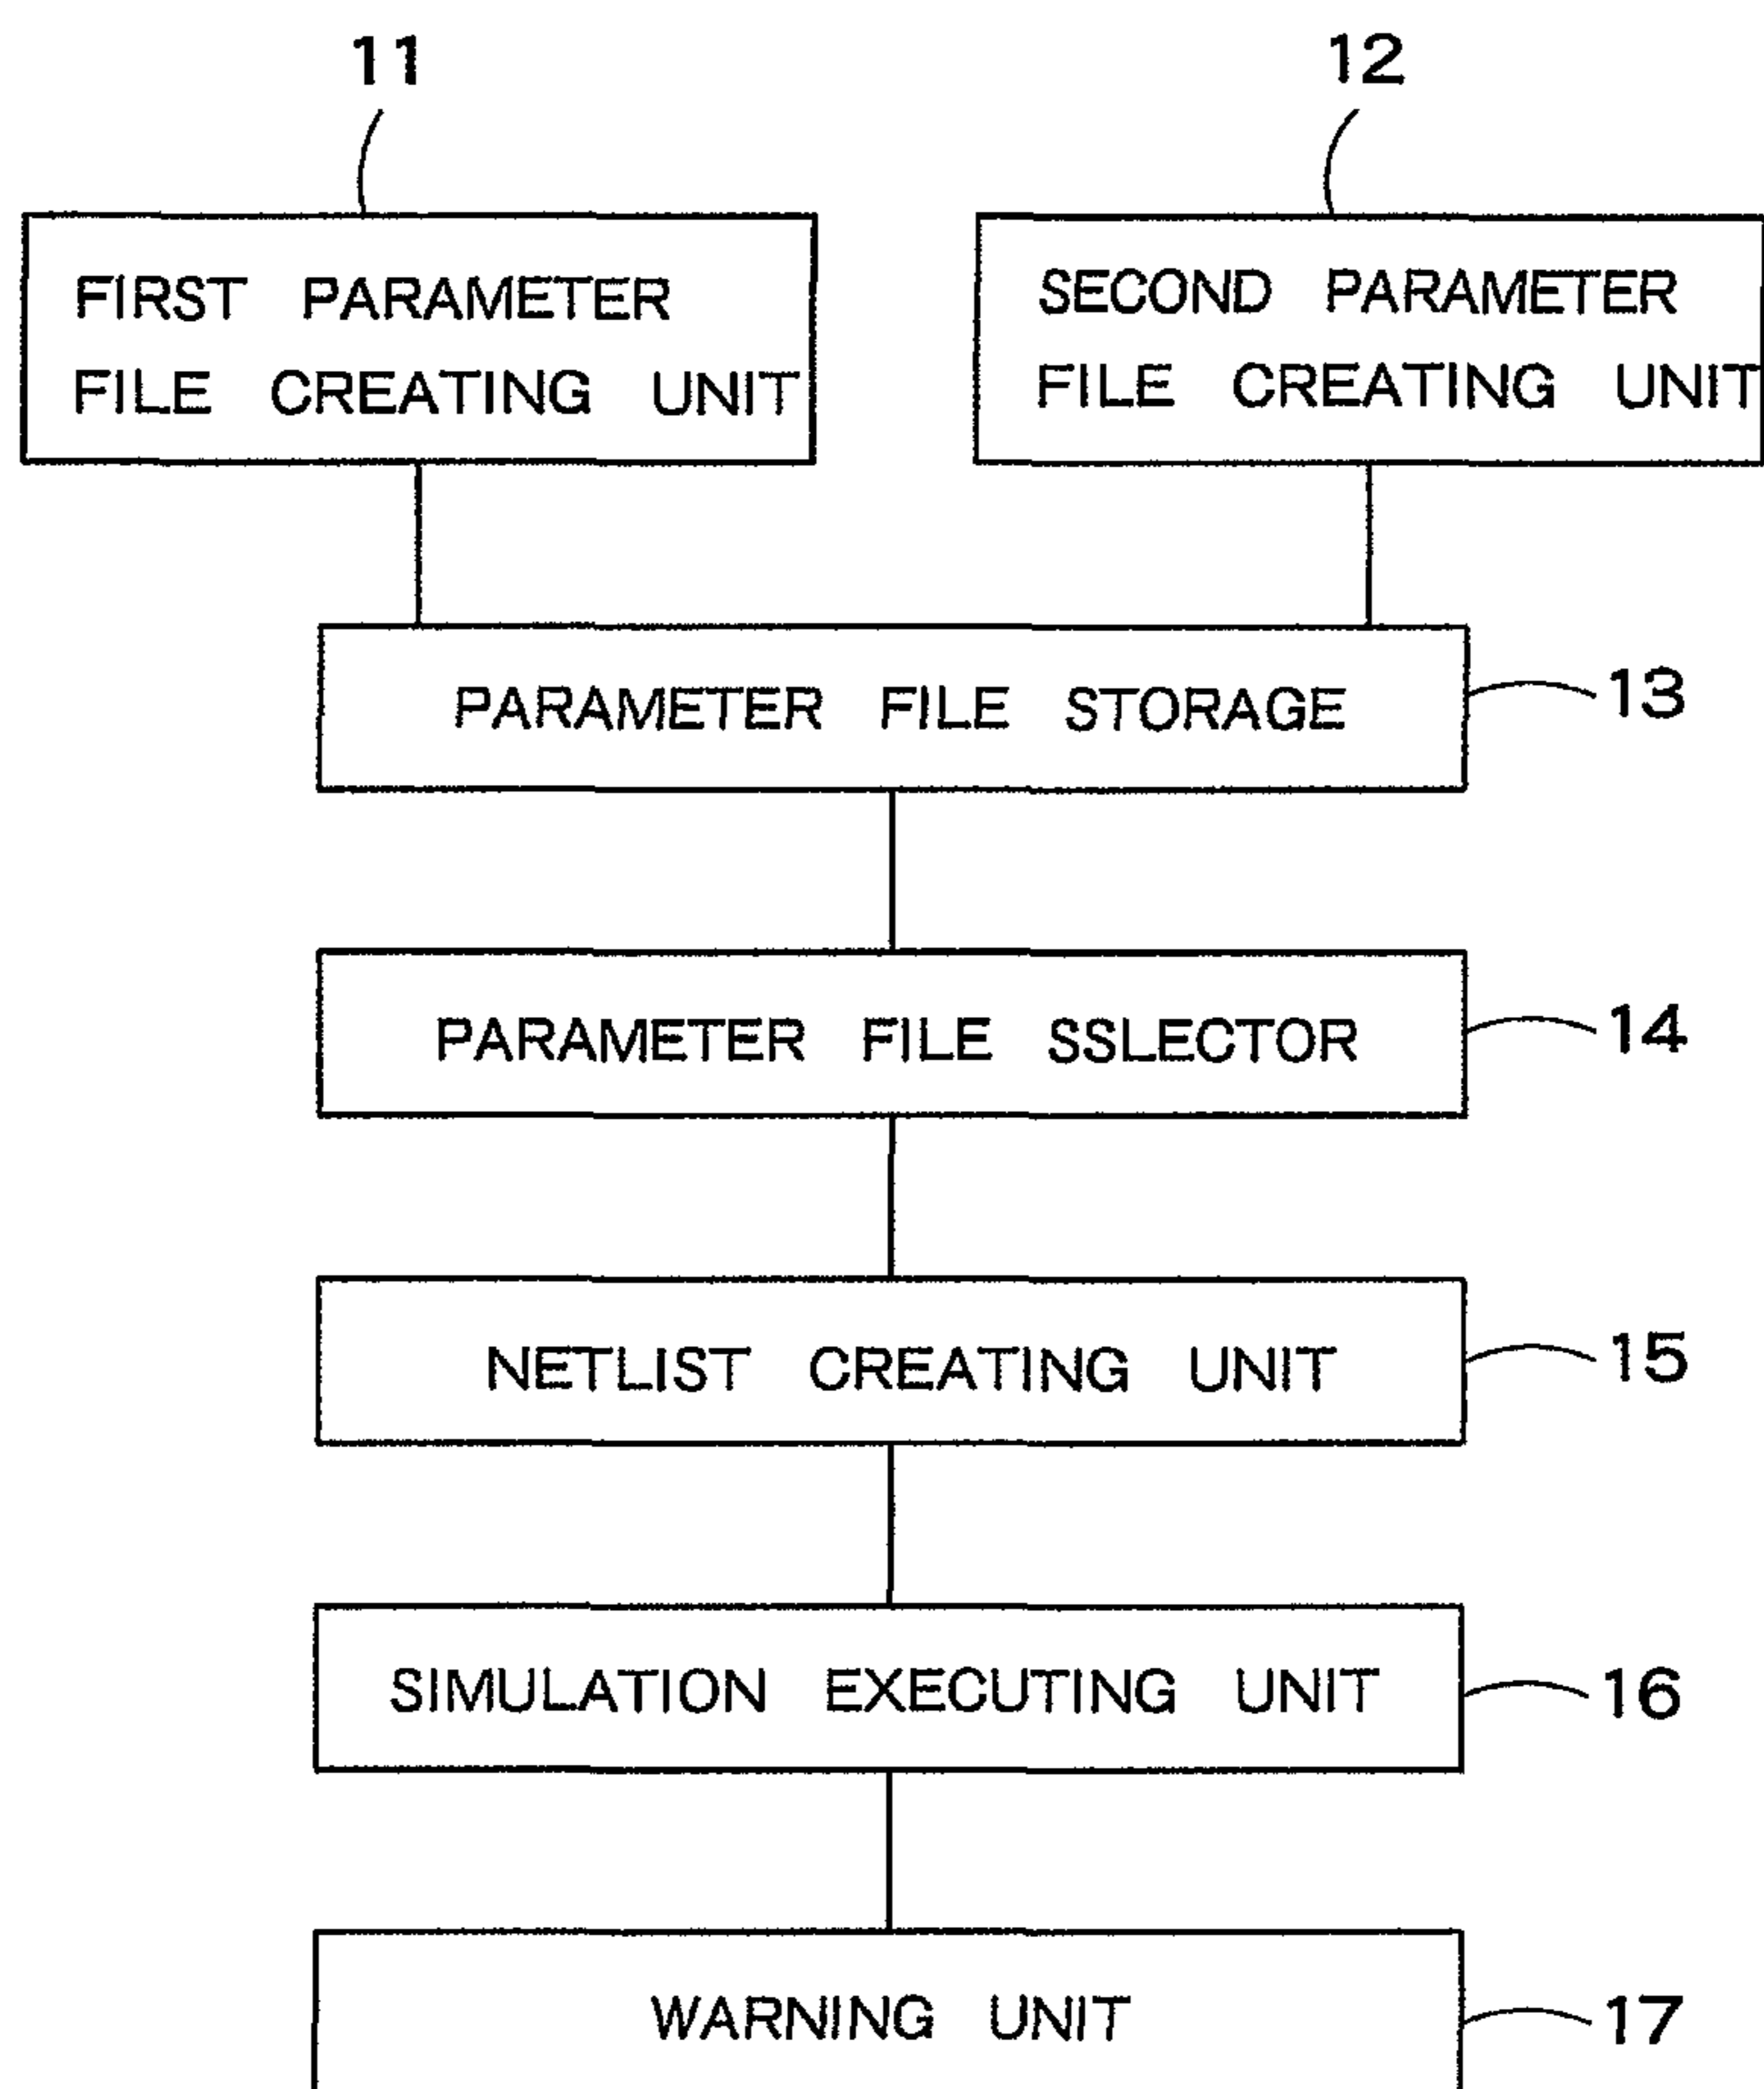 11
12
FIRST PARAMETER
FILE CREATING UNIT
SECOND PARAMETER
FILE CREATING UNIT
PARAMETER FILE STORAGE
13
PARAMETER FILE SSLECTOR
14
NETLIST CREATING UNIT
15
SIMULATION EXECUTING UNIT
16
WARNING UNIT
17